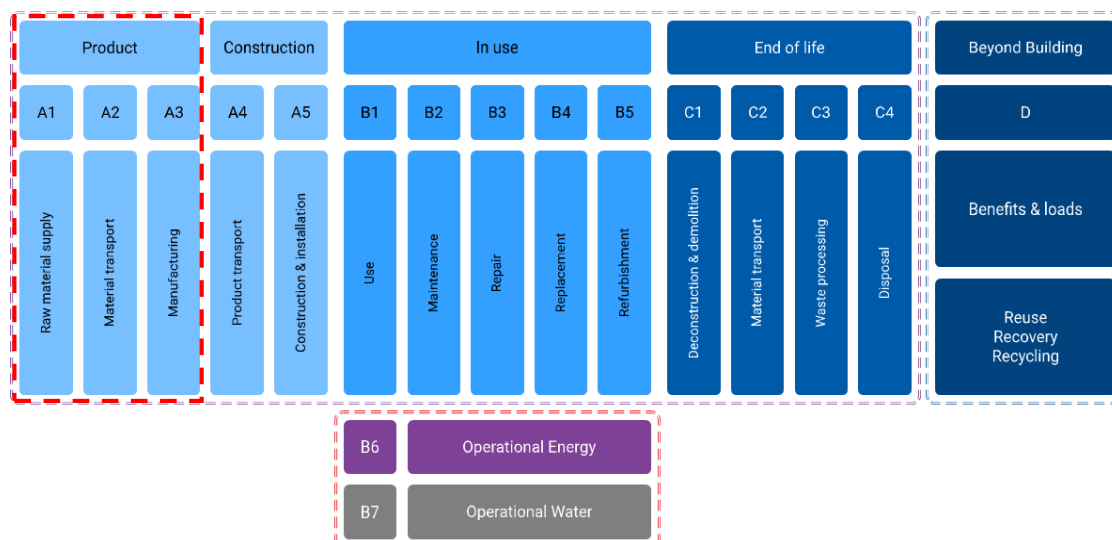 Product
Construction
In use
End of life
Beyond Building
A1
A2
A3
A4
A5
B1
B2
B3
B4
B5
C1
C2
C3
C4
D
Raw material supply
Material transport
Manufacturing
Product transport
Construction & installation
Use
Maintenance
Repair
Replacement
Refurbishment
Deconstruction & demolition
Material transport
Waste processing
Disposal
Benefits & loads
Reuse
Recovery
Recycling
B6
Operational Energy
B7
Operational Water